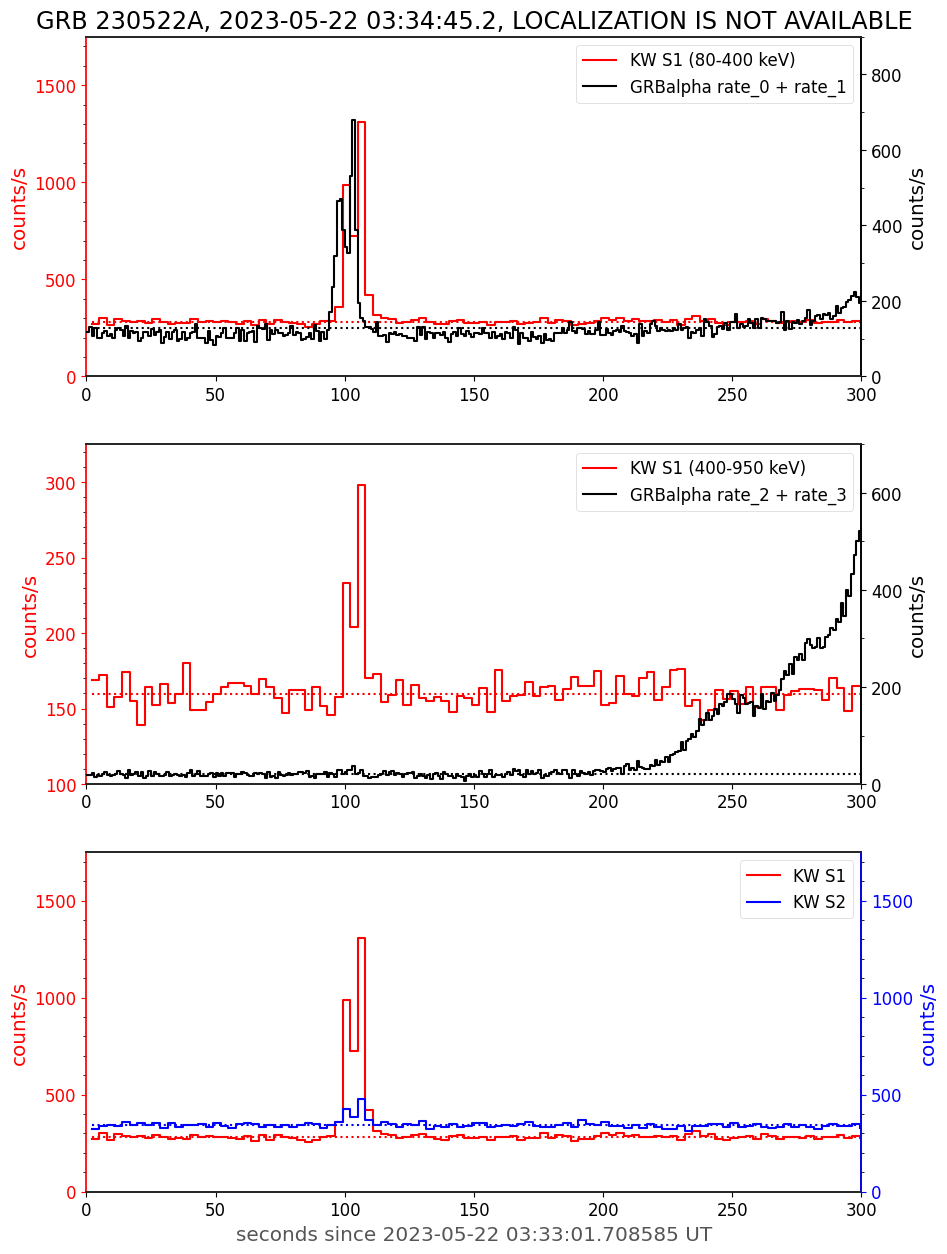 GRB 230522A, 2023-05-22 03:34:45.2, LOCALIZATION IS NOT AVAILABLE
KW S1 (80-400 keV)
GRBalpha rate_0 + rate_1
counts/s
1500
1000
500
0
800
600
400
200
0
counts/s
0 50 100 150 200 250 300
KW S1 (400-950 keV)
GRBalpha rate_2 + rate_3
counts/s
300
250
200
150
100
600
400
200
0
counts/s
0 50 100 150 200 250 300
KW S1
KW S2
counts/s
1500
1000
500
0
1500
1000
500
0
counts/s
0 50 100 150 200 250 300
seconds since 2023-05-22 03:33:01.708585 UT